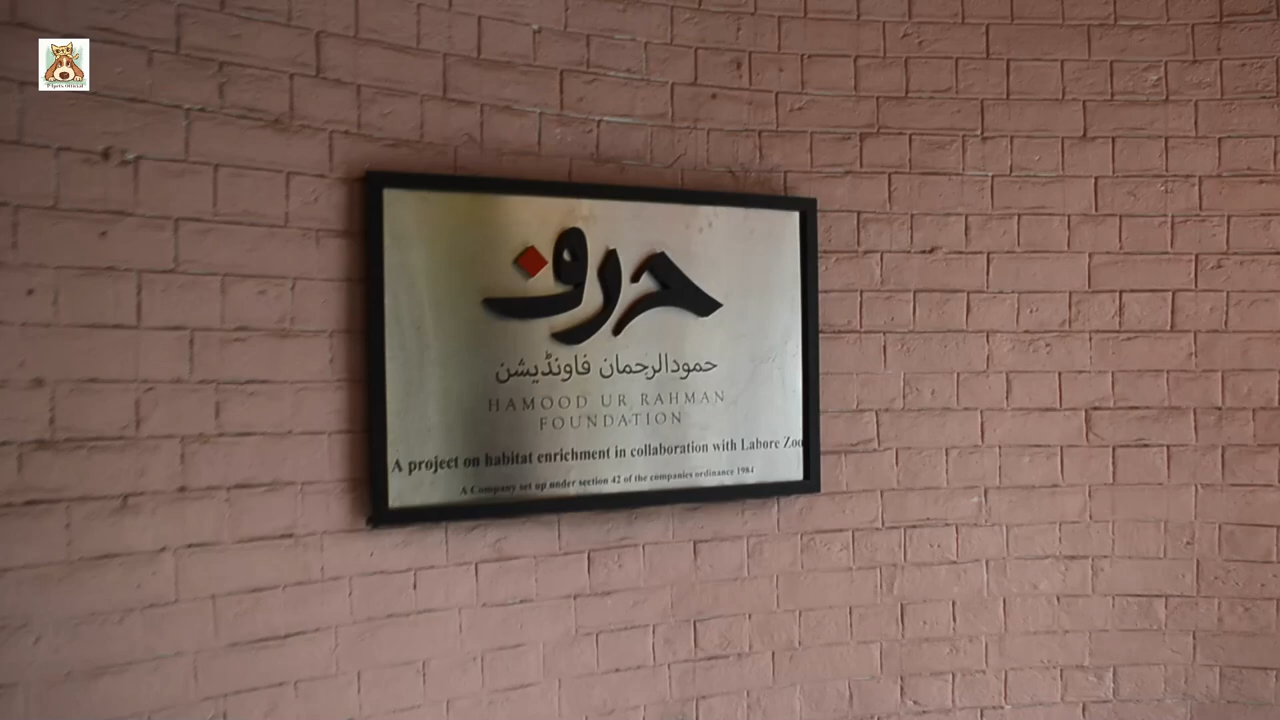 حرف
حمودالرحمان فاونڈیشن
HAMOOD UR RAHMAN
FOUNDATION
A project on habitat enrichment in collaboration with Lahore Zoo
A Company set up under section 42 of the companies ordinance 1984